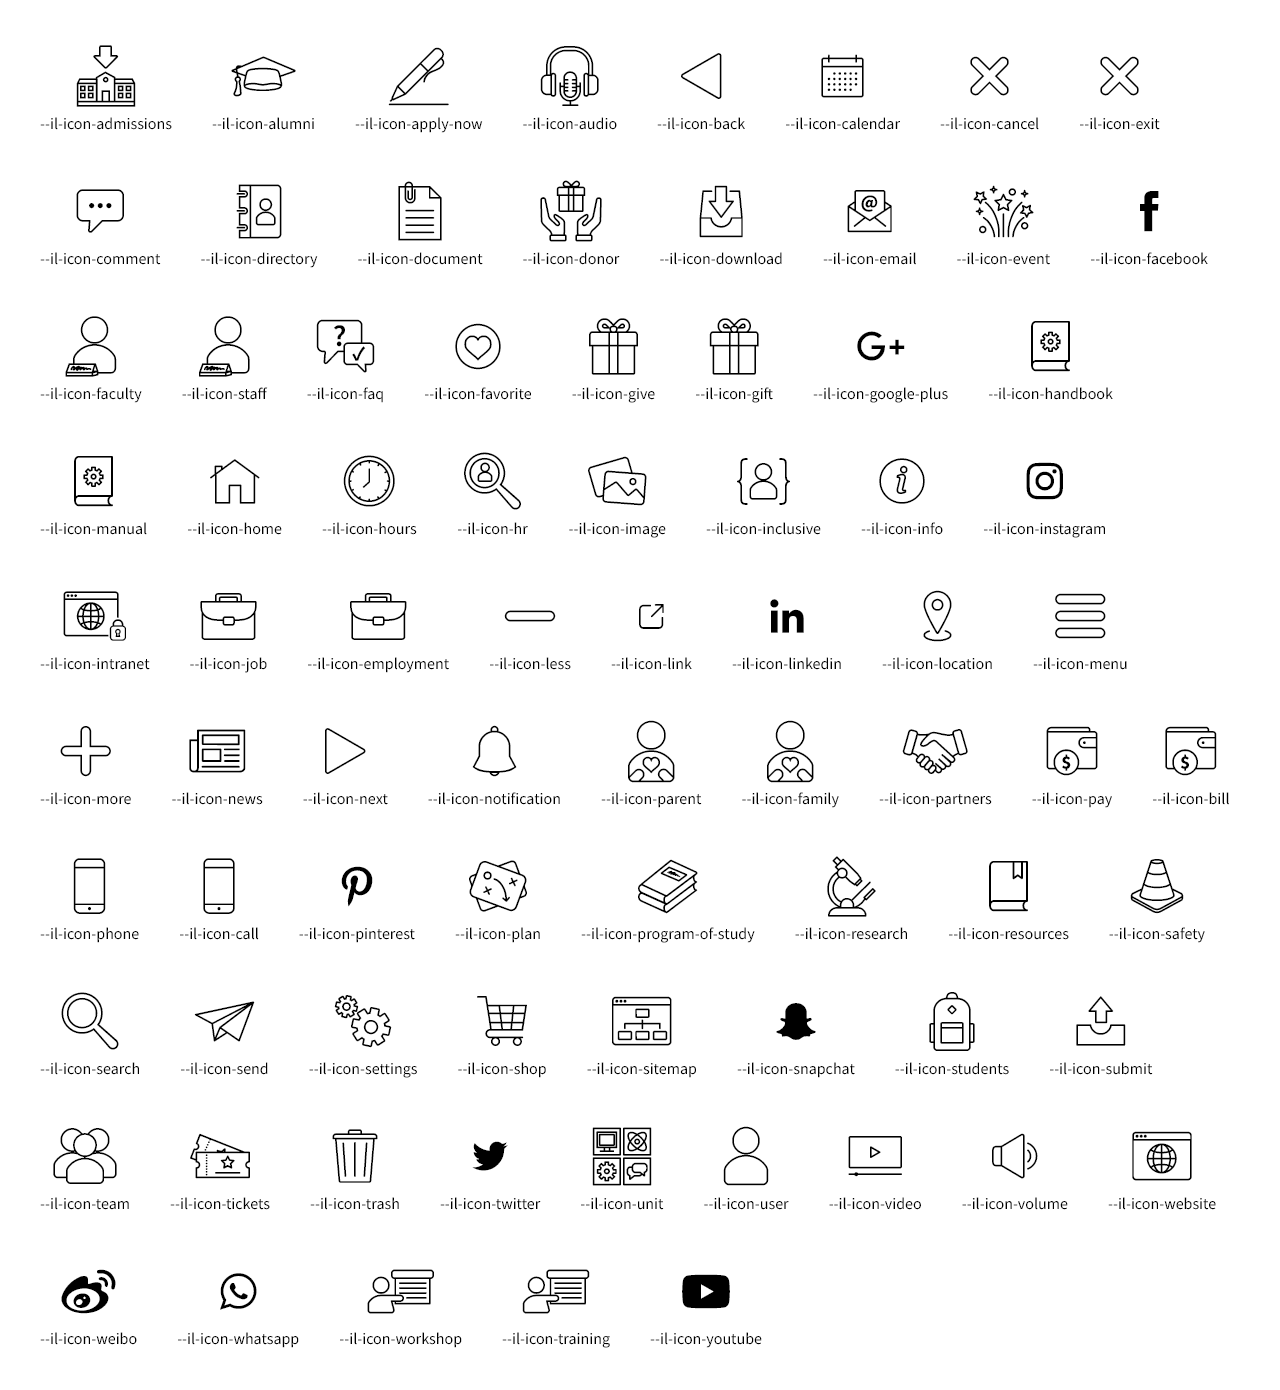 --il-icon-admissions --il-icon-alumni --il-icon-apply-now --il-icon-audio --il-icon-back --il-icon-calendar --il-icon-cancel --il-icon-exit
@
--il-icon-comment --il-icon-directory --il-icon-document --il-icon-donor --il-icon-download --il-icon-email --il-icon-event --il-icon-facebook
? G+
--il-icon-faculty --il-icon-staff --il-icon-faq --il-icon-favorite --il-icon-give --il-icon-gift --il-icon-google-plus --il-icon-handbook
i
--il-icon-manual --il-icon-home --il-icon-hours --il-icon-hr --il-icon-image --il-icon-inclusive --il-icon-info --il-icon-instagram
in
--il-icon-intranet --il-icon-job --il-icon-employment --il-icon-less --il-icon-link --il-icon-linkedin --il-icon-location --il-icon-menu
$ $
--il-icon-more --il-icon-news --il-icon-next --il-icon-notification --il-icon-parent --il-icon-family --il-icon-partners --il-icon-pay --il-icon-bill
--il-icon-phone --il-icon-call --il-icon-pinterest --il-icon-plan --il-icon-program-of-study --il-icon-research --il-icon-resources --il-icon-safety
--il-icon-search --il-icon-send --il-icon-settings --il-icon-shop --il-icon-sitemap --il-icon-snapchat --il-icon-students --il-icon-submit
--il-icon-team --il-icon-tickets --il-icon-trash --il-icon-twitter --il-icon-unit --il-icon-user --il-icon-video --il-icon-volume --il-icon-website
--il-icon-weibo --il-icon-whatsapp --il-icon-workshop --il-icon-training --il-icon-youtube